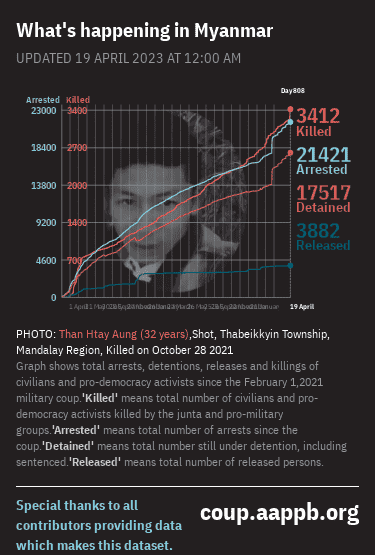 What's happening in Myanmar
UPDATED 19 APRIL 2023 AT 12:00 AM
Day808
Arrested Killed
23000 3400
18400 2700
13800 2000
9200 1400
4600 700
0
3412
Killed
21421
Arrested
17517
Detained
3882
Released
19 April
PHOTO: Than Htay Aung (32 years),Shot, Thabeikkyin Township,
Mandalay Region, Killed on October 28 2021
Graph shows total arrests, detentions, releases and killings of
civilians and pro-democracy activists since the February 1,2021
military coup.'Killed' means total number of civilians and pro-
democracy activists killed by the junta and pro-military
groups.'Arrested' means total number of arrests since the
coup.'Detained' means total number still under detention, including
sentenced.'Released' means total number of released persons.
Special thanks to all
contributors providing data
which makes this dataset.
coup.aappb.org